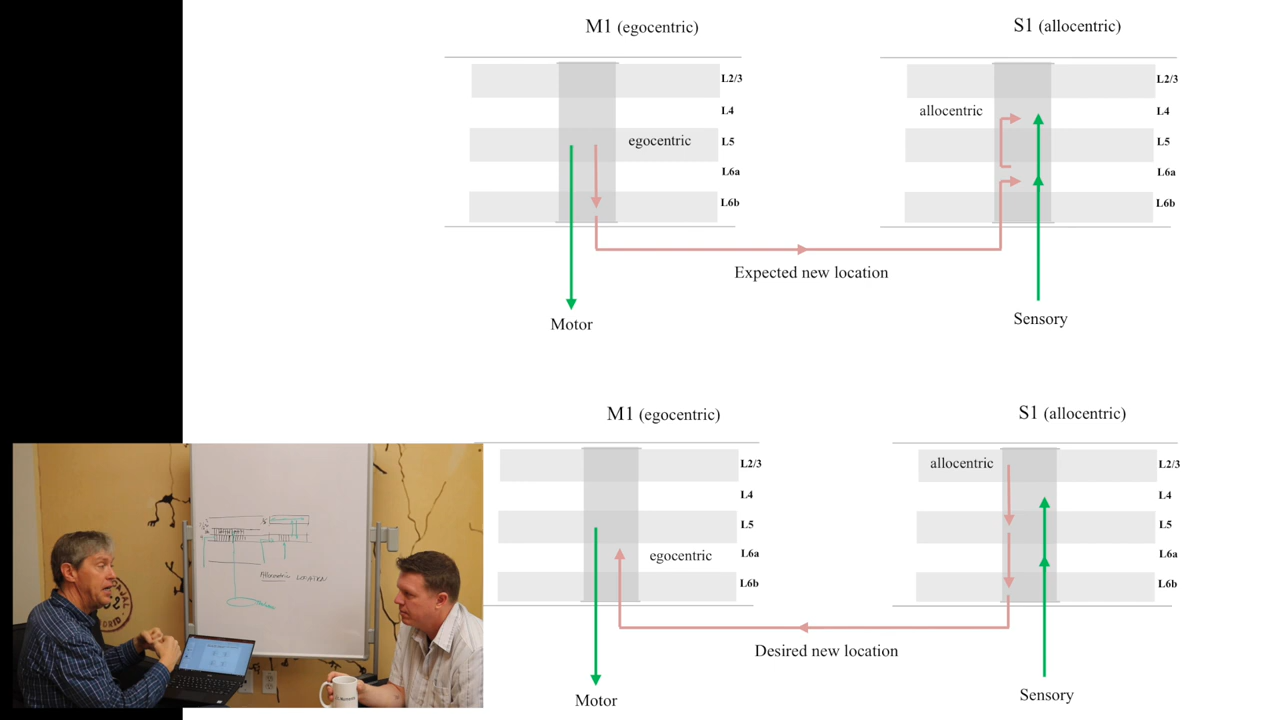 M1 (egocentric)
S1 (allocentric)
L2/3
L2/3
allocentric
L4
L4
egocentric
L5
L5
L6a
L6a
L6b
L6b
Expected new location
Motor
Sensory
M1 (egocentric)
S1 (allocentric)
L2/3
allocentric
L2/3
L4
L4
L5
L5
egocentric
L6a
L6a
L6b
L6b
Desired new location
Motor
Sensory
LOCATION